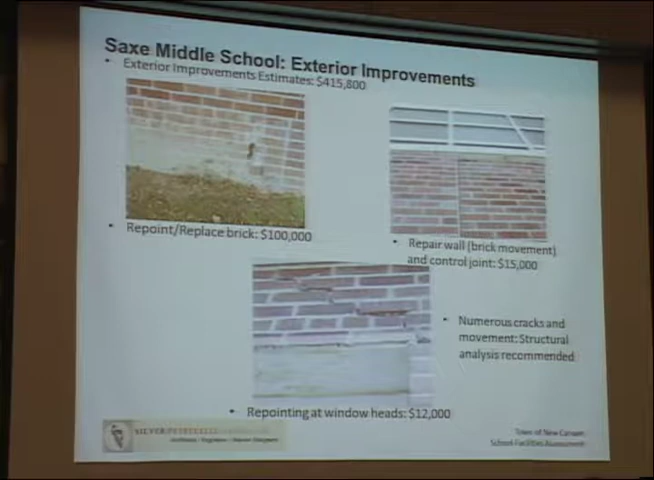 Saxe Middle School: Exterior Improvements
• Exterior Improvements Estimates: $415,800
• Repoint/Replace brick: $100,000
• Repair wall (brick movement)
and control joint: $15,000
• Numerous cracks and
movement: Structural
analysis recommended
• Repointing at window heads: $12,000
SILVER
Town of New Canaan
School Facilities Assessment